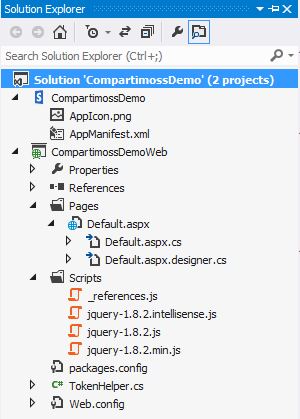 Solution Explorer
Search Solution Explorer (Ctrl+;)
Solution 'CompartimossDemo' (2 projects)
CompartimossDemo
AppIcon.png
AppManifest.xml
CompartimossDemoWeb
Properties
References
Pages
Default.aspx
Default.aspx.cs
Default.aspx.designer.cs
Scripts
_references.js
jquery-1.8.2.intellisense.js
jquery-1.8.2.js
jquery-1.8.2.min.js
packages.config
C# TokenHelper.cs
Web.config